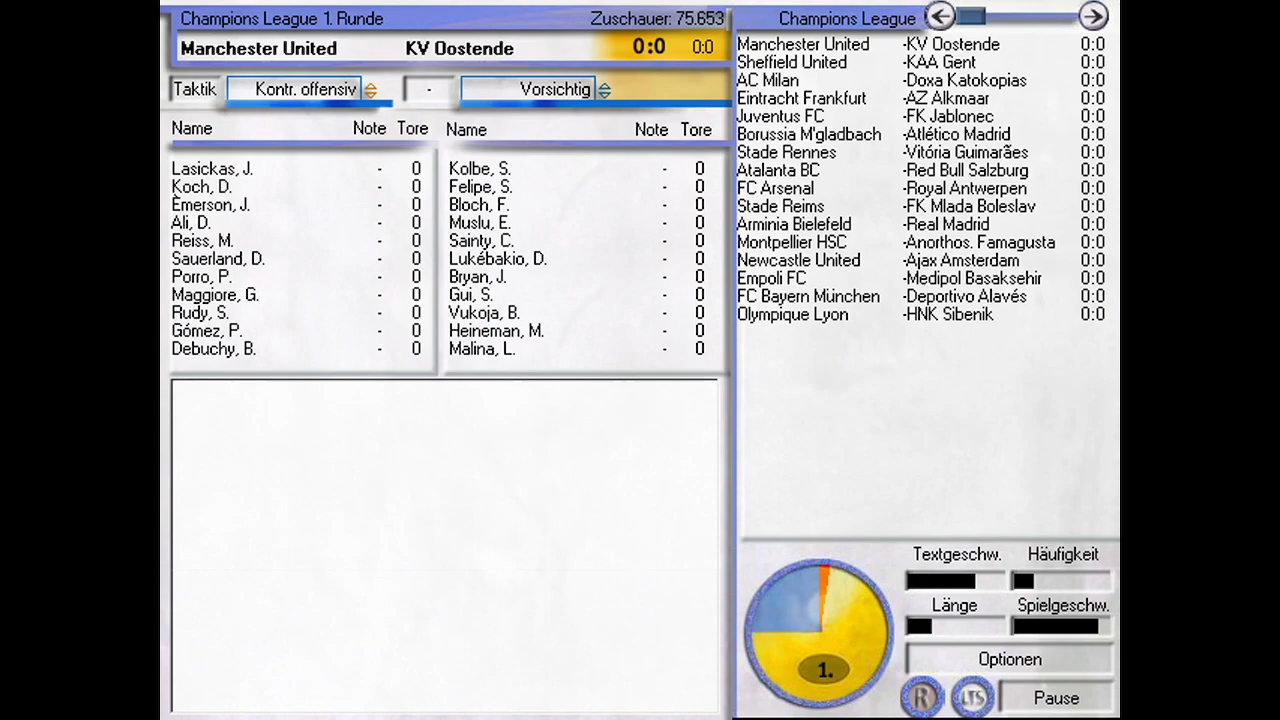 Champions League 1. Runde Zuschauer: 75.653
Manchester United KV Oostende 0:0 0:0
Taktik Kontr. offensiv - Vorsichtig
Name Note Tore Name Note Tore
Lasickas, J. - 0 Kolbe, S. - 0
Koch, D. - 0 Felipe, S. - 0
Èmerson, J. - 0 Bloch, F. - 0
Ali, D. - 0 Muslu, E. - 0
Reiss, M. - 0 Sainty, C. - 0
Sauerland, D. - 0 Lukébakio, D. - 0
Porro, P. - 0 Bryan, J. - 0
Maggiore, G. - 0 Gui, S. - 0
Rudy, S. - 0 Vukoja, B. - 0
Gómez, P. - 0 Heineman, M. - 0
Debuchy, B. - 0 Malina, L. - 0
Champions League
Manchester United -KV Oostende 0:0
Sheffield United -KAA Gent 0:0
AC Milan -Doxa Katokopias 0:0
Eintracht Frankfurt -AZ Alkmaar 0:0
Juventus FC -FK Jablonec 0:0
Borussia M'gladbach -Atlético Madrid 0:0
Stade Rennes -Vitória Guimarães 0:0
Atalanta BC -Red Bull Salzburg 0:0
FC Arsenal -Royal Antwerpen 0:0
Stade Reims -FK Mlada Boleslav 0:0
Arminia Bielefeld -Real Madrid 0:0
Montpellier HSC -Anorthos. Famagusta 0:0
Newcastle United -Ajax Amsterdam 0:0
Empoli FC -Medipol Basaksehir 0:0
FC Bayern München -Deportivo Alavés 0:0
Olympique Lyon -HNK Sibenik 0:0
Textgeschw. Häufigkeit
Länge Spielgeschw.
1.
Optionen
R LTS Pause